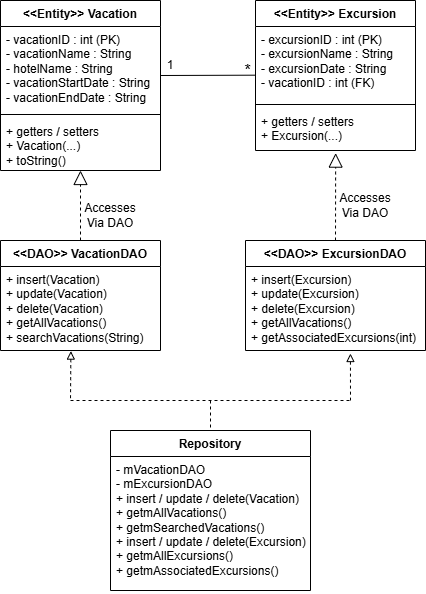 <<Entity>> Vacation
- vacationID : int (PK)
- vacationName : String
- hotelName : String
- vacationStartDate : String
- vacationEndDate : String
+ getters / setters
+ Vacation(...)
+ toString()
1
*
<<Entity>> Excursion
- excursionID : int (PK)
- excursionName : String
- excursionDate : String
- vacationID : int (FK)
+ getters / setters
+ Excursion(...)
Accesses
Via DAO
Accesses
Via DAO
<<DAO>> VacationDAO
+ insert(Vacation)
+ update(Vacation)
+ delete(Vacation)
+ getAllVacations()
+ searchVacations(String)
<<DAO>> ExcursionDAO
+ insert(Excursion)
+ update(Excursion)
+ delete(Excursion)
+ getAllVacations()
+ getAssociatedExcursions(int)
Repository
- mVacationDAO
- mExcursionDAO
+ insert / update / delete(Vacation)
+ getmAllVacations()
+ getmSearchedVacations()
+ insert / update / delete(Excursion)
+ getmAllExcursions()
+ getmAssociatedExcursions()